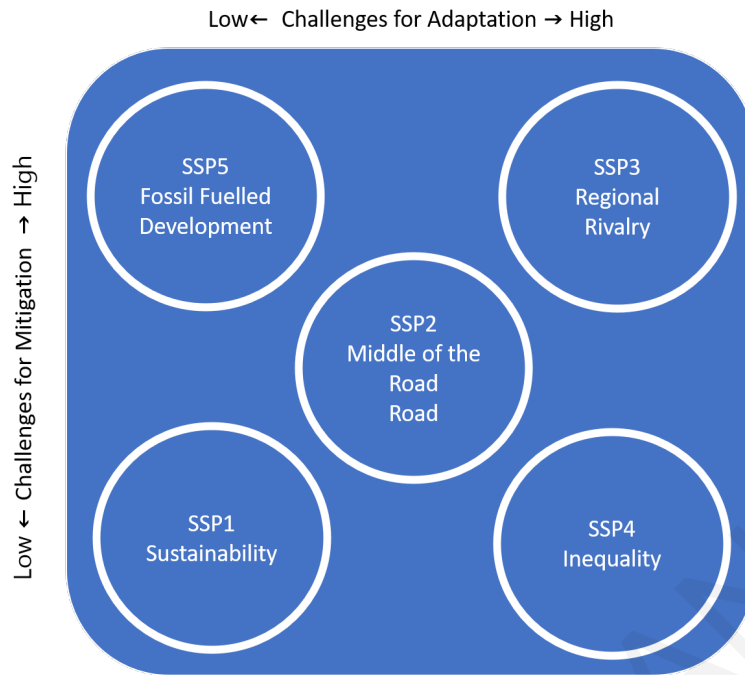 Low← Challenges for Adaptation → High
Low ← Challenges for Mitigation → High
SSP5
Fossil Fuelled
Development
SSP3
Regional
Rivalry
SSP2
Middle of the
Road
Road
SSP1
Sustainability
SSP4
Inequality